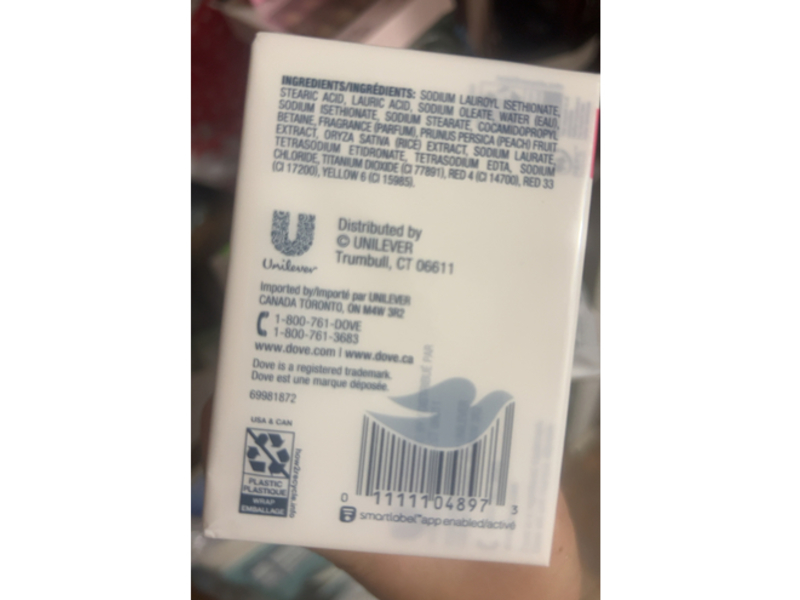 INGREDIENTS/INGRÉDIENTS: SODIUM LAUROYL ISETHIONATE,
STEARIC ACID, LAURIC ACID, SODIUM OLEATE, WATER (EAU),
SODIUM ISETHIONATE, SODIUM STEARATE, COCAMIDOPROPYL
BETAINE, FRAGRANCE (PARFUM), PRUNUS PERSICA (PEACH) FRUIT
EXTRACT, ORYZA SATIVA (RICE) EXTRACT, SODIUM LAURATE,
TETRASODIUM ETIDRONATE, TETRASODIUM EDTA, SODIUM
CHLORIDE, TITANIUM DIOXIDE (CI 77891), RED 4 (CI 14700), RED 33
(CI 17200), YELLOW 6 (CI 15985).
Unilever
Distributed by
© UNILEVER
Trumbull, CT 06611
Imported by/Importé par UNILEVER
CANADA TORONTO, ON M4W 3R2
1-800-761-DOVE
1-800-761-3683
www.dove.com | www.dove.ca
Dove is a registered trademark.
Dove est une marque déposée.
69981872
USA & CAN
PLASTIC
PLASTIQUE
WRAP
EMBALLAGE
how2recycle.info
0 11111 04897 3
smartlabel™ app enabled/activé